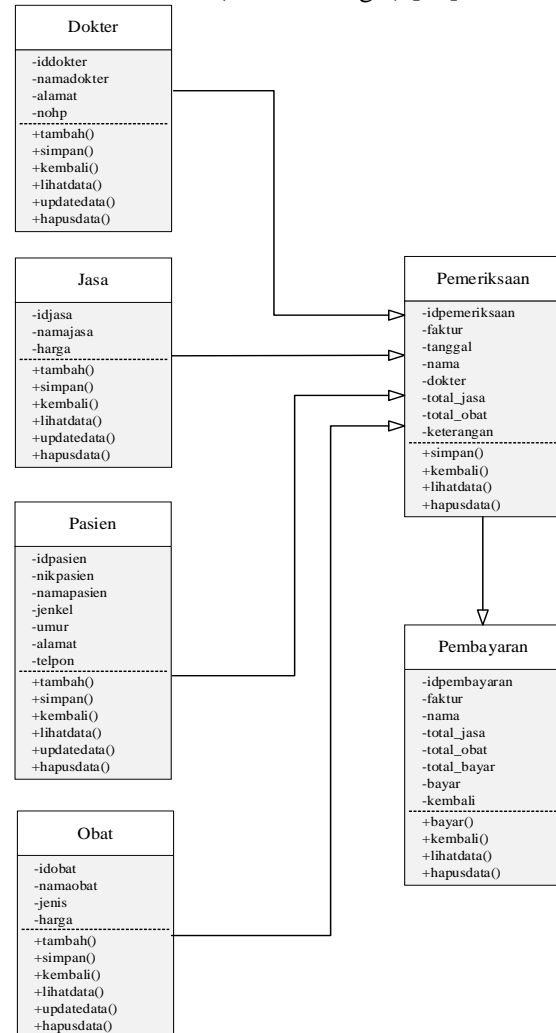 Dokter
-iddokter
-namadokter
-alamat
-nohp
+tambah()
+simpan()
+kembali()
+lihatdata()
+updatedata()
+hapusdata()
Jasa
-idjasa
-namajasa
-harga
+tambah()
+simpan()
+kembali()
+lihatdata()
+updatedata()
+hapusdata()
Pasien
-idpasien
-nikpasien
-namapasien
-jenkel
-umur
-alamat
-telpon
+tambah()
+simpan()
+kembali()
+lihatdata()
+updatedata()
+hapusdata()
Obat
-idobat
-namaobat
-jenis
-harga
+tambah()
+simpan()
+kembali()
+lihatdata()
+updatedata()
+hapusdata()
Pemeriksaan
-idpemeriksaan
-faktur
-tanggal
-nama
-dokter
-total_jasa
-total_obat
-keterangan
+simpan()
+kembali()
+lihatdata()
+hapusdata()
Pembayaran
-idpembayaran
-faktur
-nama
-total_jasa
-total_obat
-total_bayar
-bayar
-kembali
+bayar()
+kembali()
+lihatdata()
+hapusdata()